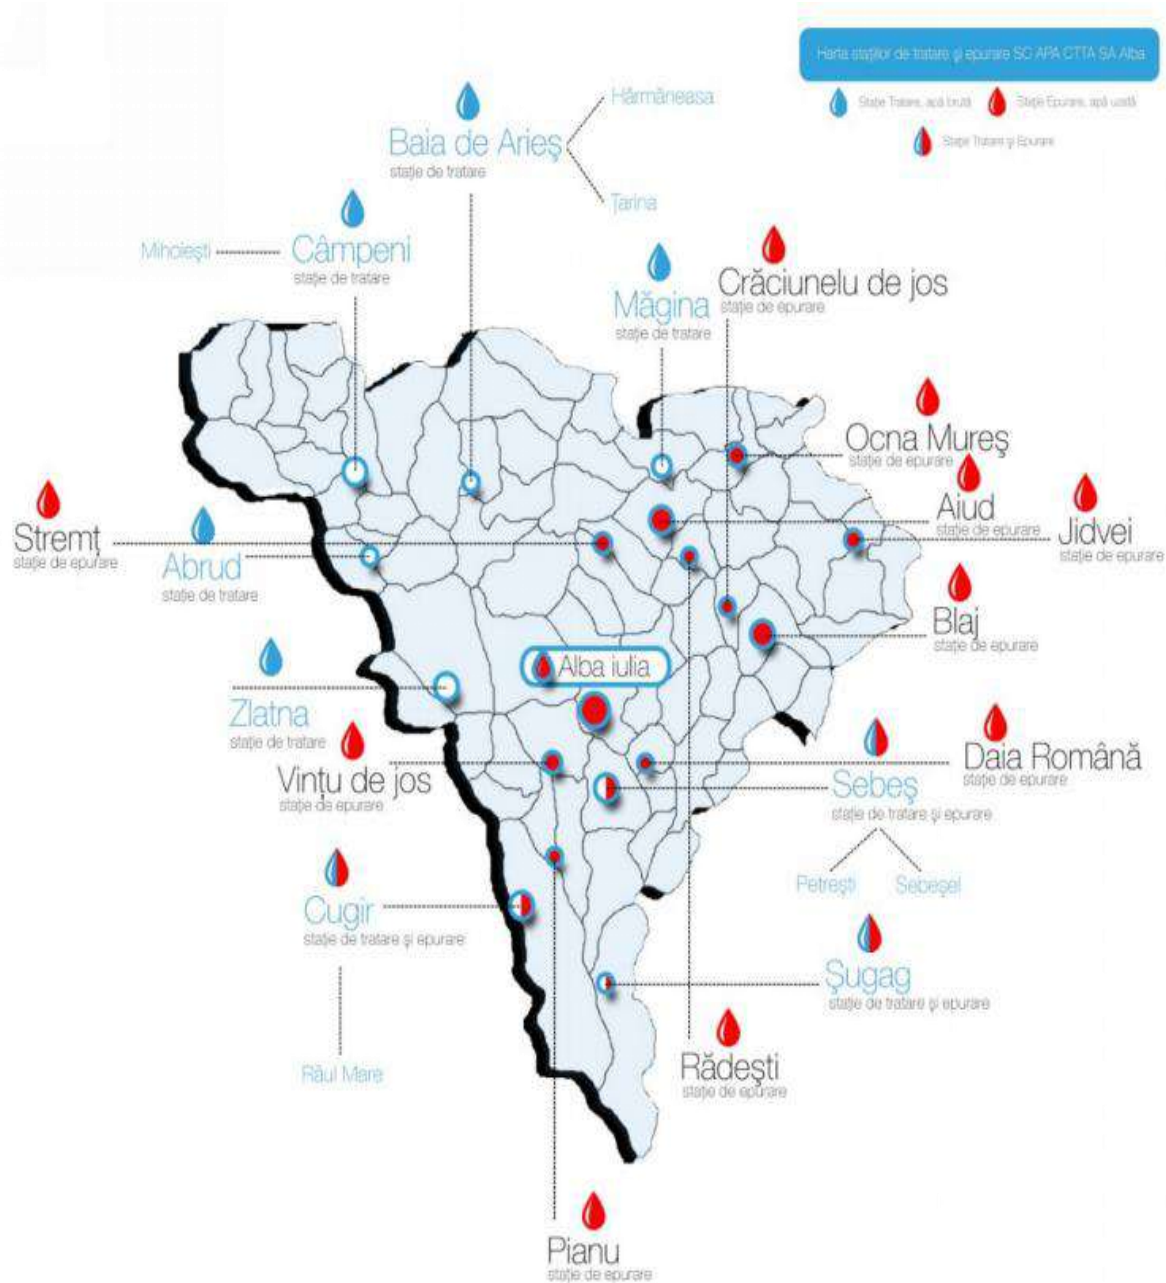 Harta stațiilor de tratare și epurare SC APA CTTA SA Alba
Stație Tratare, apă brută
Stație Epurare, apă uzată
Stație Tratare și Epurare
Hărmăneasa
Baia de Arieș
stație de tratare
Țarina
Mihoiești
Câmpeni
stație de tratare
Măgina
stație de tratare
Crăciunelu de jos
stație de epurare
Ocna Mureș
stație de epurare
Aiud
stație de epurare
Jidvei
stație de epurare
Stremț
stație de epurare
Abrud
stație de tratare
Blaj
stație de epurare
Alba iulia
Zlatna
stație de tratare
Vințu de jos
stație de epurare
Daia Română
stație de epurare
Sebeș
stație de tratare și epurare
Petrești
Sebeșel
Cugir
stație de tratare și epurare
Șugag
stație de tratare și epurare
Râul Mare
Rădești
stație de epurare
Pianu
stație de epurare